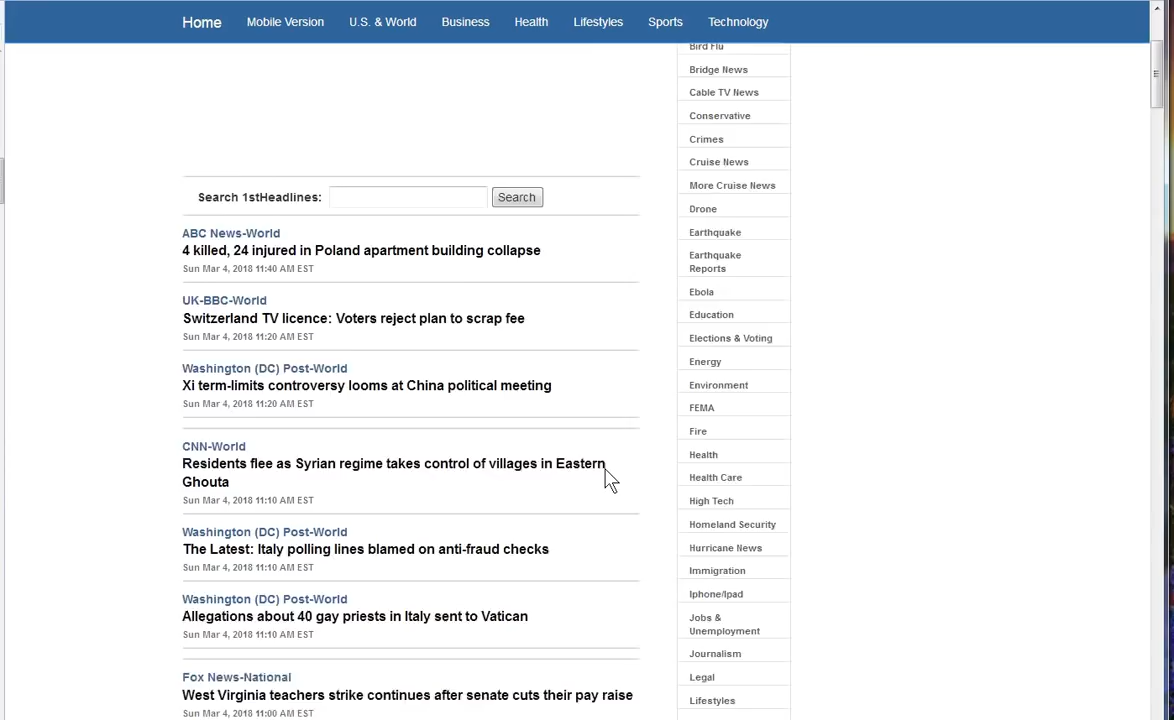 Home Mobile Version U.S. & World Business Health Lifestyles Sports Technology
Search 1stHeadlines: Search
ABC News-World
4 killed, 24 injured in Poland apartment building collapse
Sun Mar 4, 2018 11:40 AM EST
UK-BBC-World
Switzerland TV licence: Voters reject plan to scrap fee
Sun Mar 4, 2018 11:20 AM EST
Washington (DC) Post-World
Xi term-limits controversy looms at China political meeting
Sun Mar 4, 2018 11:20 AM EST
CNN-World
Residents flee as Syrian regime takes control of villages in Eastern
Ghouta
Sun Mar 4, 2018 11:10 AM EST
Washington (DC) Post-World
The Latest: Italy polling lines blamed on anti-fraud checks
Sun Mar 4, 2018 11:10 AM EST
Washington (DC) Post-World
Allegations about 40 gay priests in Italy sent to Vatican
Sun Mar 4, 2018 11:10 AM EST
Fox News-National
West Virginia teachers strike continues after senate cuts their pay raise
Sun Mar 4, 2018 11:00 AM EST
Bird Flu
Bridge News
Cable TV News
Conservative
Crimes
Cruise News
More Cruise News
Drone
Earthquake
Earthquake
Reports
Ebola
Education
Elections & Voting
Energy
Environment
FEMA
Fire
Health
Health Care
High Tech
Homeland Security
Hurricane News
Immigration
Iphone/Ipad
Jobs &
Unemployment
Journalism
Legal
Lifestyles